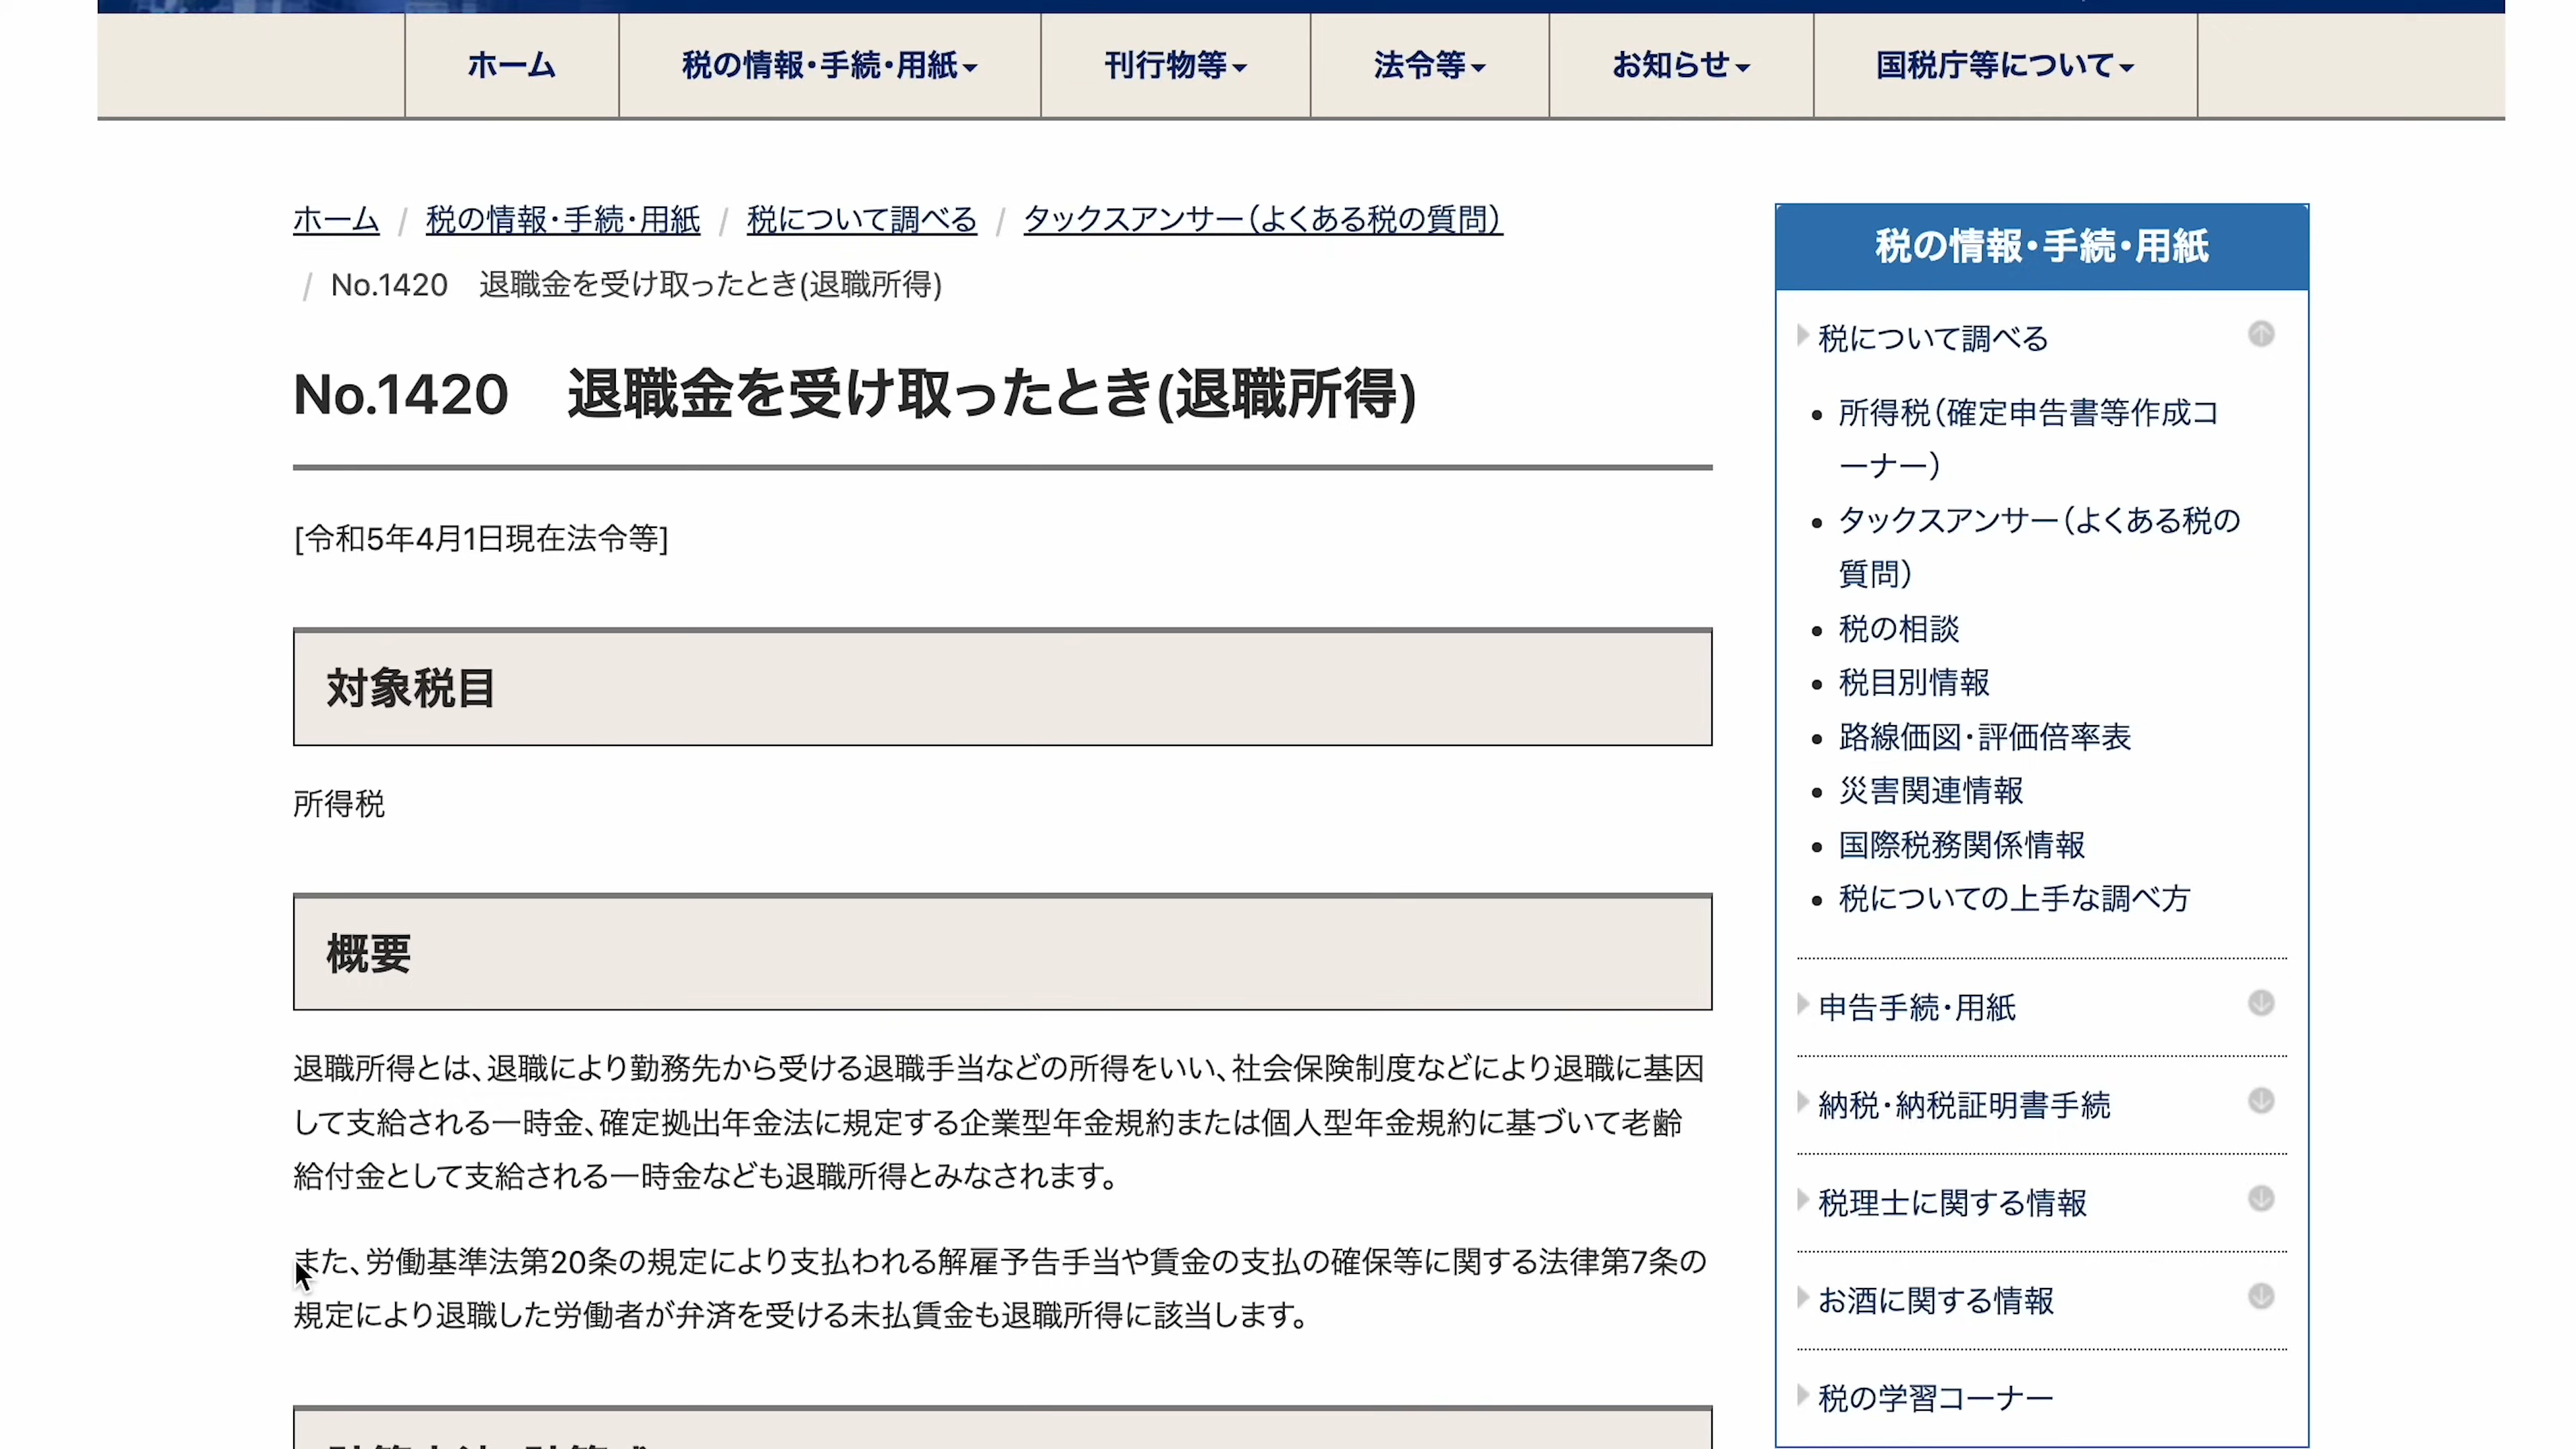 ホーム
税の情報・手続・用紙
刊行物等
法令等
お知らせ
国税庁等について
ホーム / 税の情報・手続・用紙 / 税について調べる / タックスアンサー（よくある税の質問）
/ No.1420　退職金を受け取ったとき(退職所得)
No.1420　退職金を受け取ったとき(退職所得)
[令和5年4月1日現在法令等]
対象税目
所得税
概要
退職所得とは、退職により勤務先から受ける退職手当などの所得をいい、社会保険制度などにより退職に基因
して支給される一時金、確定拠出年金法に規定する企業型年金規約または個人型年金規約に基づいて老齢
給付金として支給される一時金なども退職所得とみなされます。
また、労働基準法第20条の規定により支払われる解雇予告手当や賃金の支払の確保等に関する法律第7条の
規定により退職した労働者が弁済を受ける未払賃金も退職所得に該当します。
税の情報・手続・用紙
税について調べる
所得税（確定申告書等作成コ
ーナー）
タックスアンサー（よくある税の
質問）
税の相談
税目別情報
路線価図・評価倍率表
災害関連情報
国際税務関係情報
税についての上手な調べ方
申告手続・用紙
納税・納税証明書手続
税理士に関する情報
お酒に関する情報
税の学習コーナー